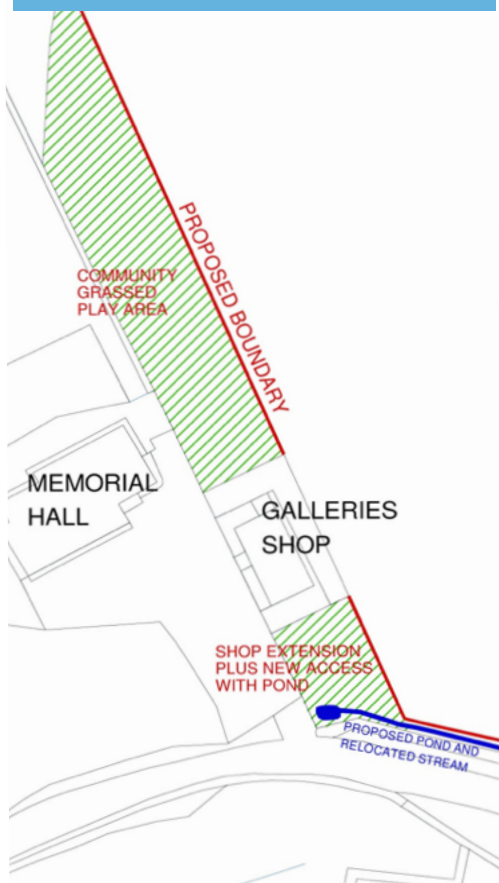 PROPOSED BOUNDARY
COMMUNITY
GRASSED
PLAY AREA
MEMORIAL
HALL
GALLERIES
SHOP
SHOP EXTENSION
PLUS NEW ACCESS
WITH POND
PROPOSED POND AND
RELOCATED STREAM